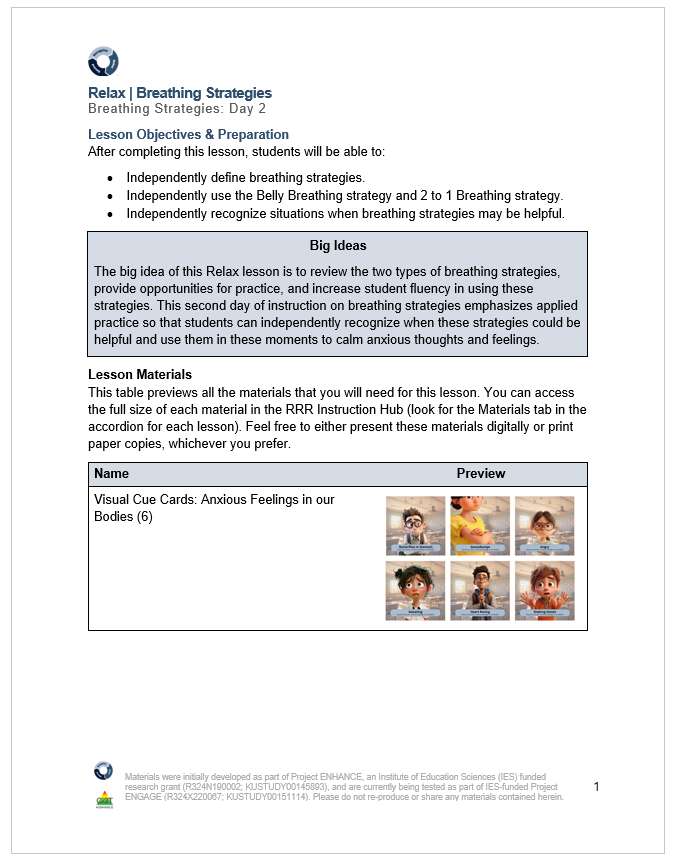 Relax | Breathing Strategies
Breathing Strategies: Day 2
Lesson Objectives & Preparation
After completing this lesson, students will be able to:
• Independently define breathing strategies.
• Independently use the Belly Breathing strategy and 2 to 1 Breathing strategy.
• Independently recognize situations when breathing strategies may be helpful.
Big Ideas
The big idea of this Relax lesson is to review the two types of breathing strategies,
provide opportunities for practice, and increase student fluency in using these
strategies. This second day of instruction on breathing strategies emphasizes applied
practice so that students can independently recognize when these strategies could be
helpful and use them in these moments to calm anxious thoughts and feelings.
Lesson Materials
This table previews all the materials that you will need for this lesson. You can access
the full size of each material in the RRR Instruction Hub (look for the Materials tab in the
accordion for each lesson). Feel free to either present these materials digitally or print
paper copies, whichever you prefer.
Name Preview
Visual Cue Cards: Anxious Feelings in our
Bodies (6)
Butterflies in stomach
Goosebumps
Angry
Sweating
Heart Racing
Shaking Hands
Materials were initially developed as part of Project ENHANCE, an Institute of Education Sciences (IES) funded
research grant (R324N190002; KUSTUDY00145893), and are currently being tested as part of IES-funded Project
ENGAGE (R324X220067; KUSTUDY00151114). Please do not re-produce or share any materials contained herein.
1